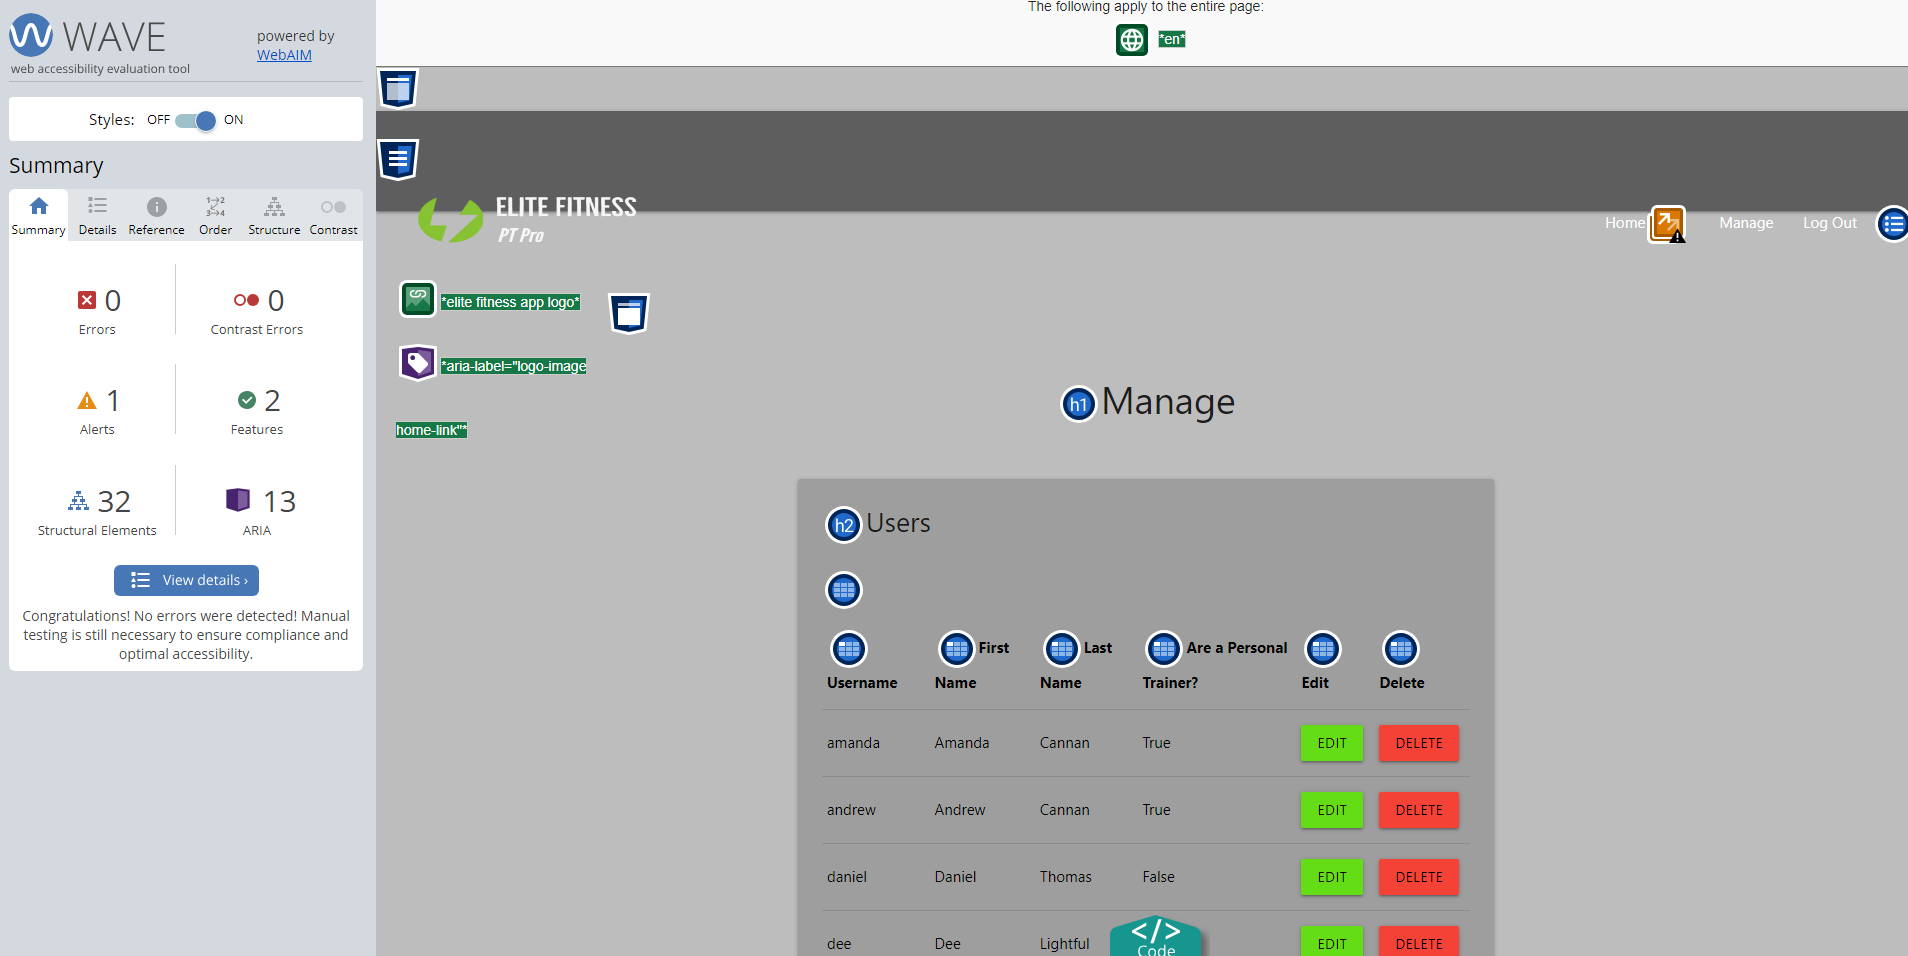 WAVE
powered by
WebAIM
web accessibility evaluation tool
Styles: OFF ON
Summary
Summary Details Reference Order Structure Contrast
0 0
Errors Contrast Errors
1 2
Alerts Features
32 13
Structural Elements ARIA
View details ›
Congratulations! No errors were detected! Manual
testing is still necessary to ensure compliance and
optimal accessibility.
The following apply to the entire page:
*en*
ELITE FITNESS
PT Pro
Home Manage Log Out
*elite fitness app logo*
*aria-label="logo-image
home-link"*
h1 Manage
h2 Users
First Last Are a Personal
Username Name Name Trainer? Edit Delete
amanda Amanda Cannan True EDIT DELETE
andrew Andrew Cannan True EDIT DELETE
daniel Daniel Thomas False EDIT DELETE
</>
dee Dee Lightful EDIT DELETE
Code